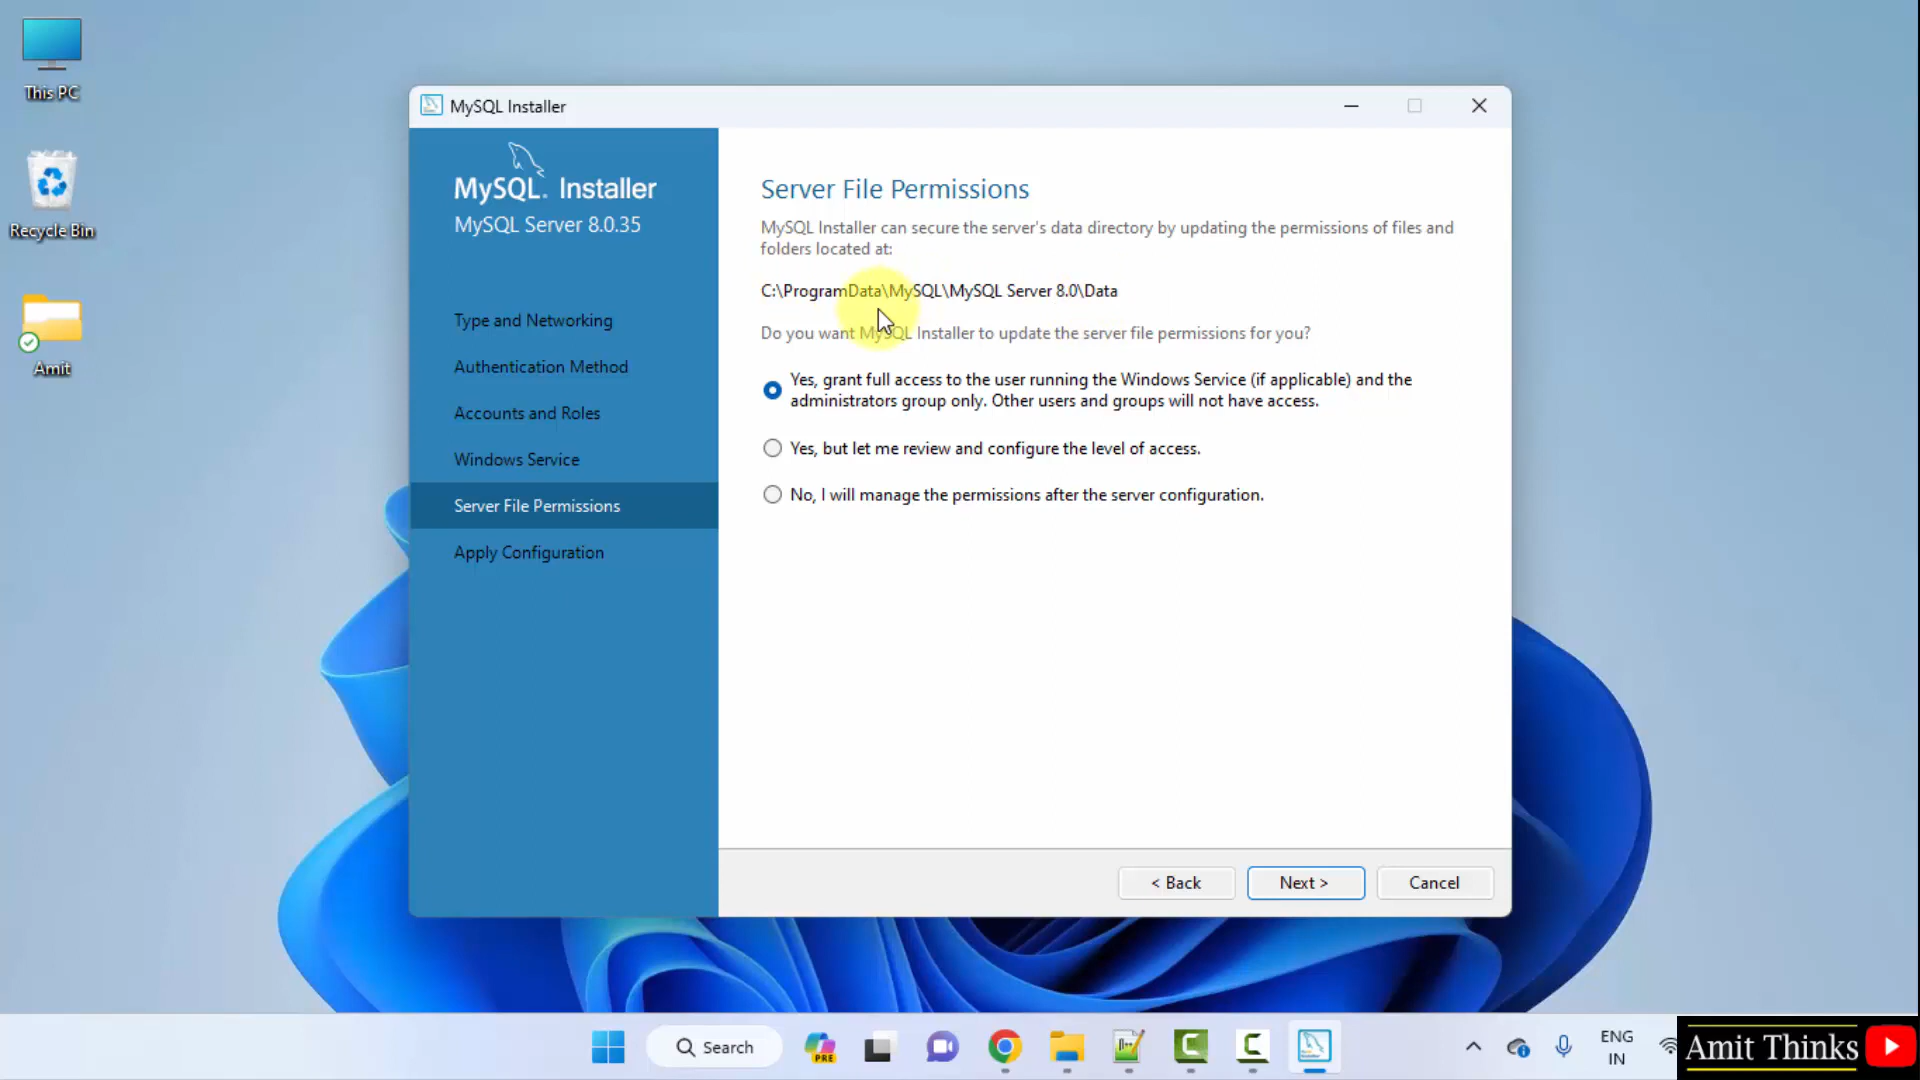 This PC
Recycle Bin
Amit
MySQL Installer
MySQL. Installer
MySQL Server 8.0.35
Type and Networking
Authentication Method
Accounts and Roles
Windows Service
Server File Permissions
Apply Configuration
Server File Permissions
MySQL Installer can secure the server's data directory by updating the permissions of files and
folders located at:
C:\ProgramData\MySQL\MySQL Server 8.0\Data
Do you want MySQL Installer to update the server file permissions for you?
Yes, grant full access to the user running the Windows Service (if applicable) and the
administrators group only. Other users and groups will not have access.
Yes, but let me review and configure the level of access.
No, I will manage the permissions after the server configuration.
< Back
Next >
Cancel
Search
PRE
ENG
IN
Amit Thinks